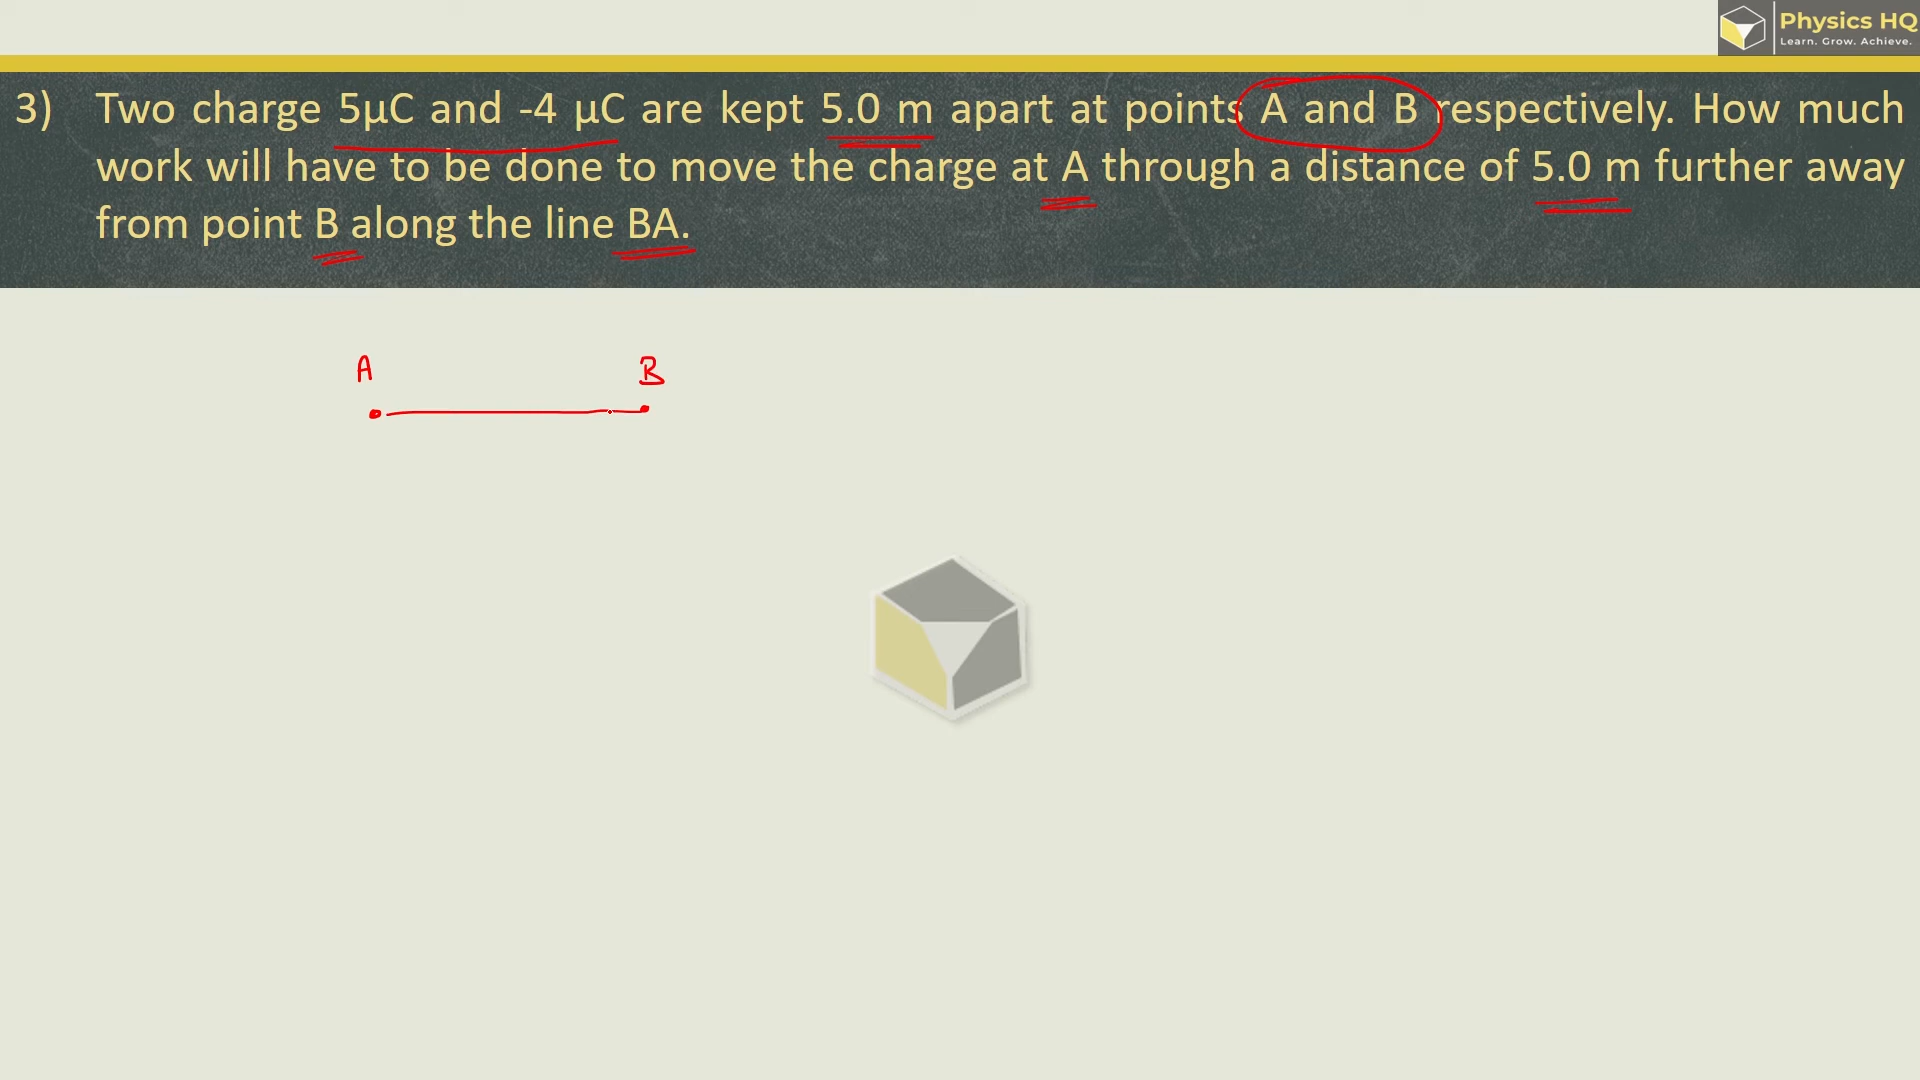 Physics HQ
Learn. Grow. Achieve.
3) Two charge 5μC and -4 μC are kept 5.0 m apart at points A and B respectively. How much
work will have to be done to move the charge at A through a distance of 5.0 m further away
from point B along the line BA.
A B